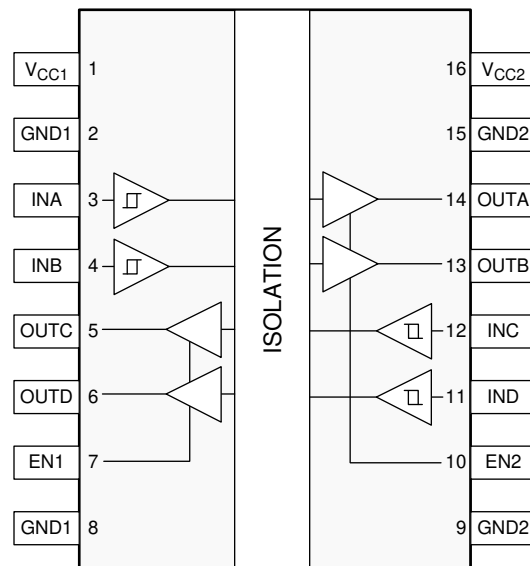 VCC1 1 16 VCC2
GND1 2 15 GND2
INA 3 14 OUTA
INB 4 13 OUTB
OUTC 5 12 INC
OUTD 6 11 IND
EN1 7 10 EN2
GND1 8 9 GND2
ISOLATION